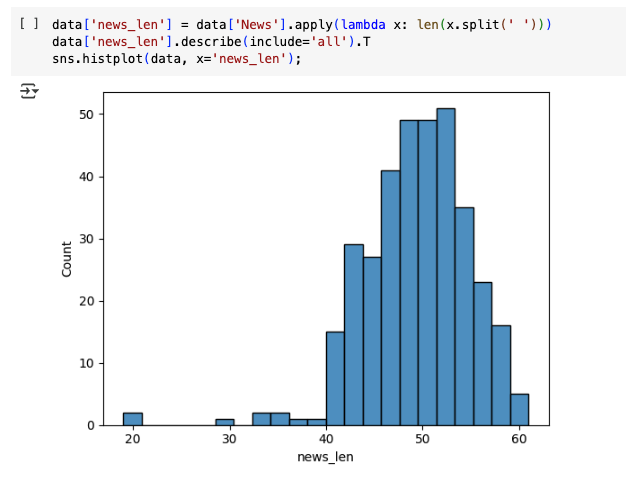 [ ] data['news_len'] = data['News'].apply(lambda x: len(x.split(' ')))
data['news_len'].describe(include='all').T
sns.histplot(data, x='news_len');
50
40
30
20
10
0
Count
20 30 40 50 60
news_len